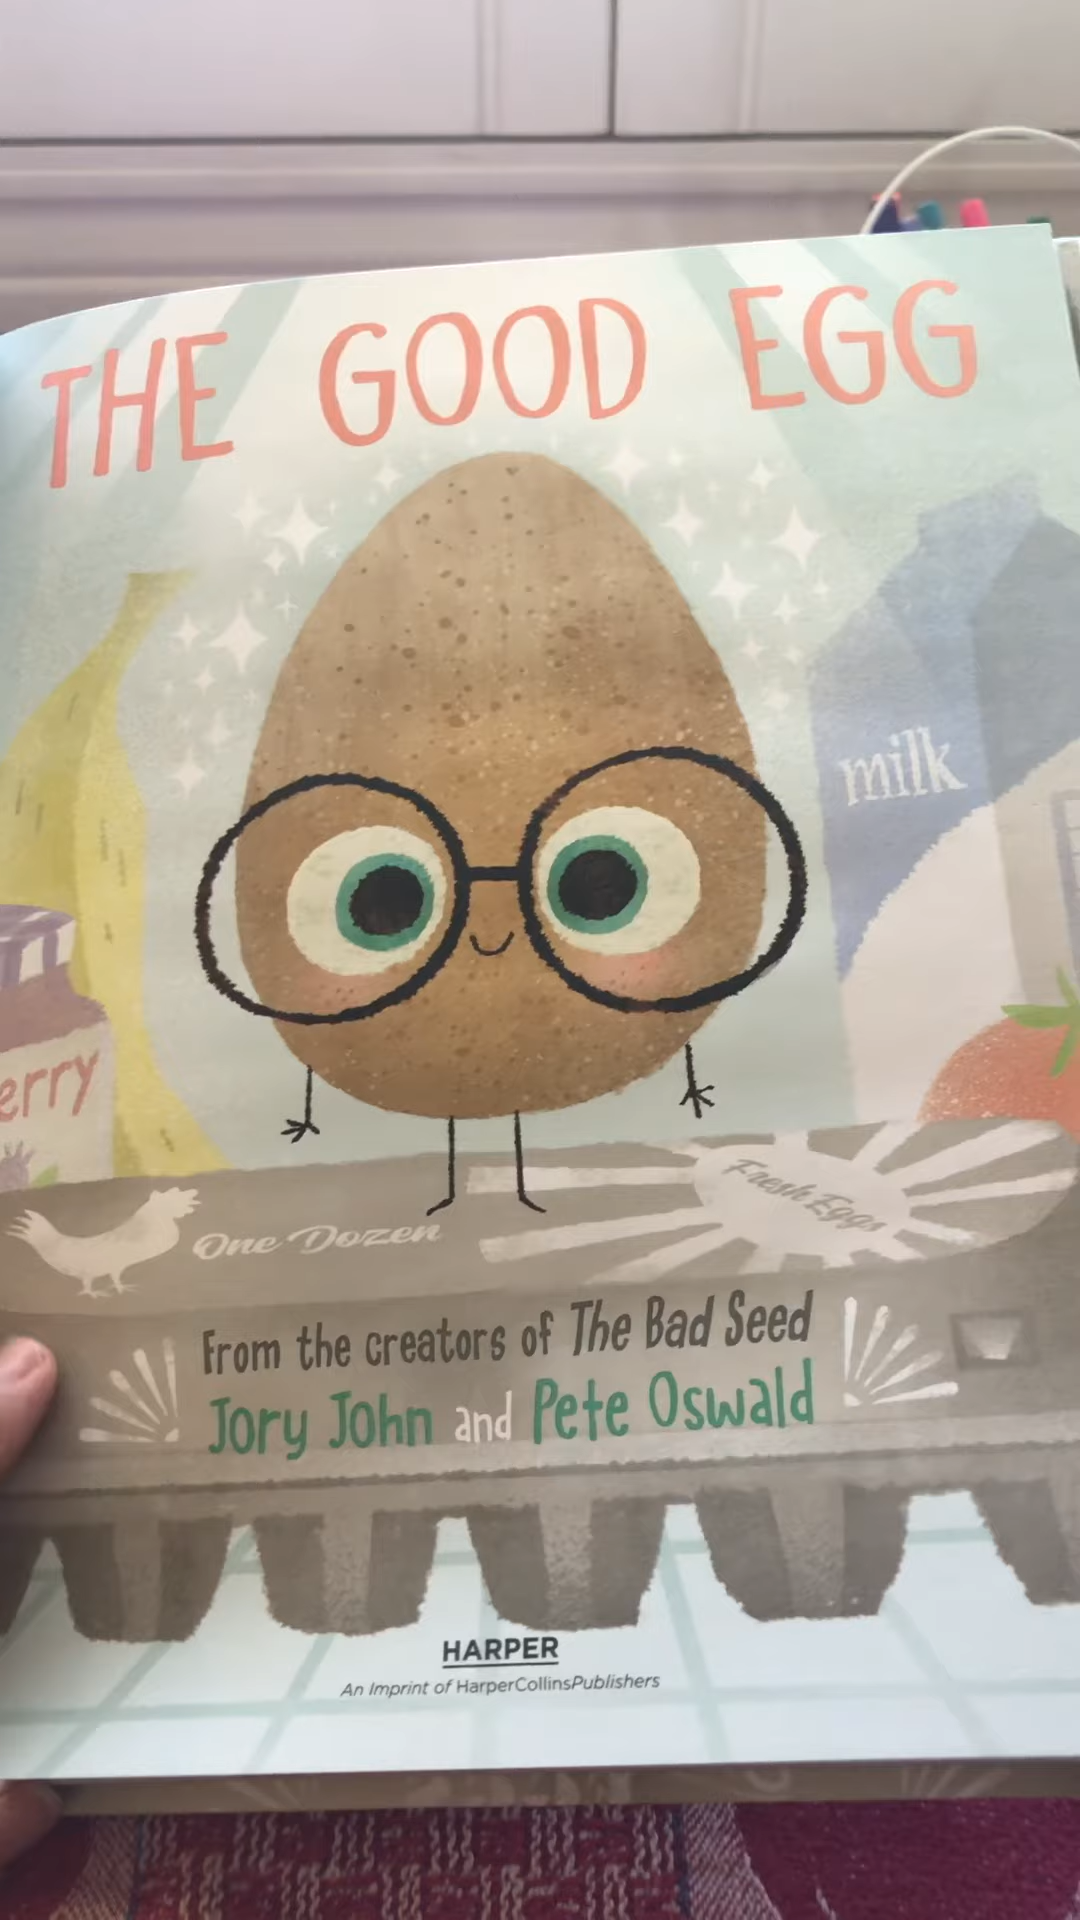 THE GOOD EGG
milk
erry
One Dozen
Fresh Eggs
From the creators of The Bad Seed
Jory John and Pete Oswald
HARPER
An Imprint of HarperCollinsPublishers